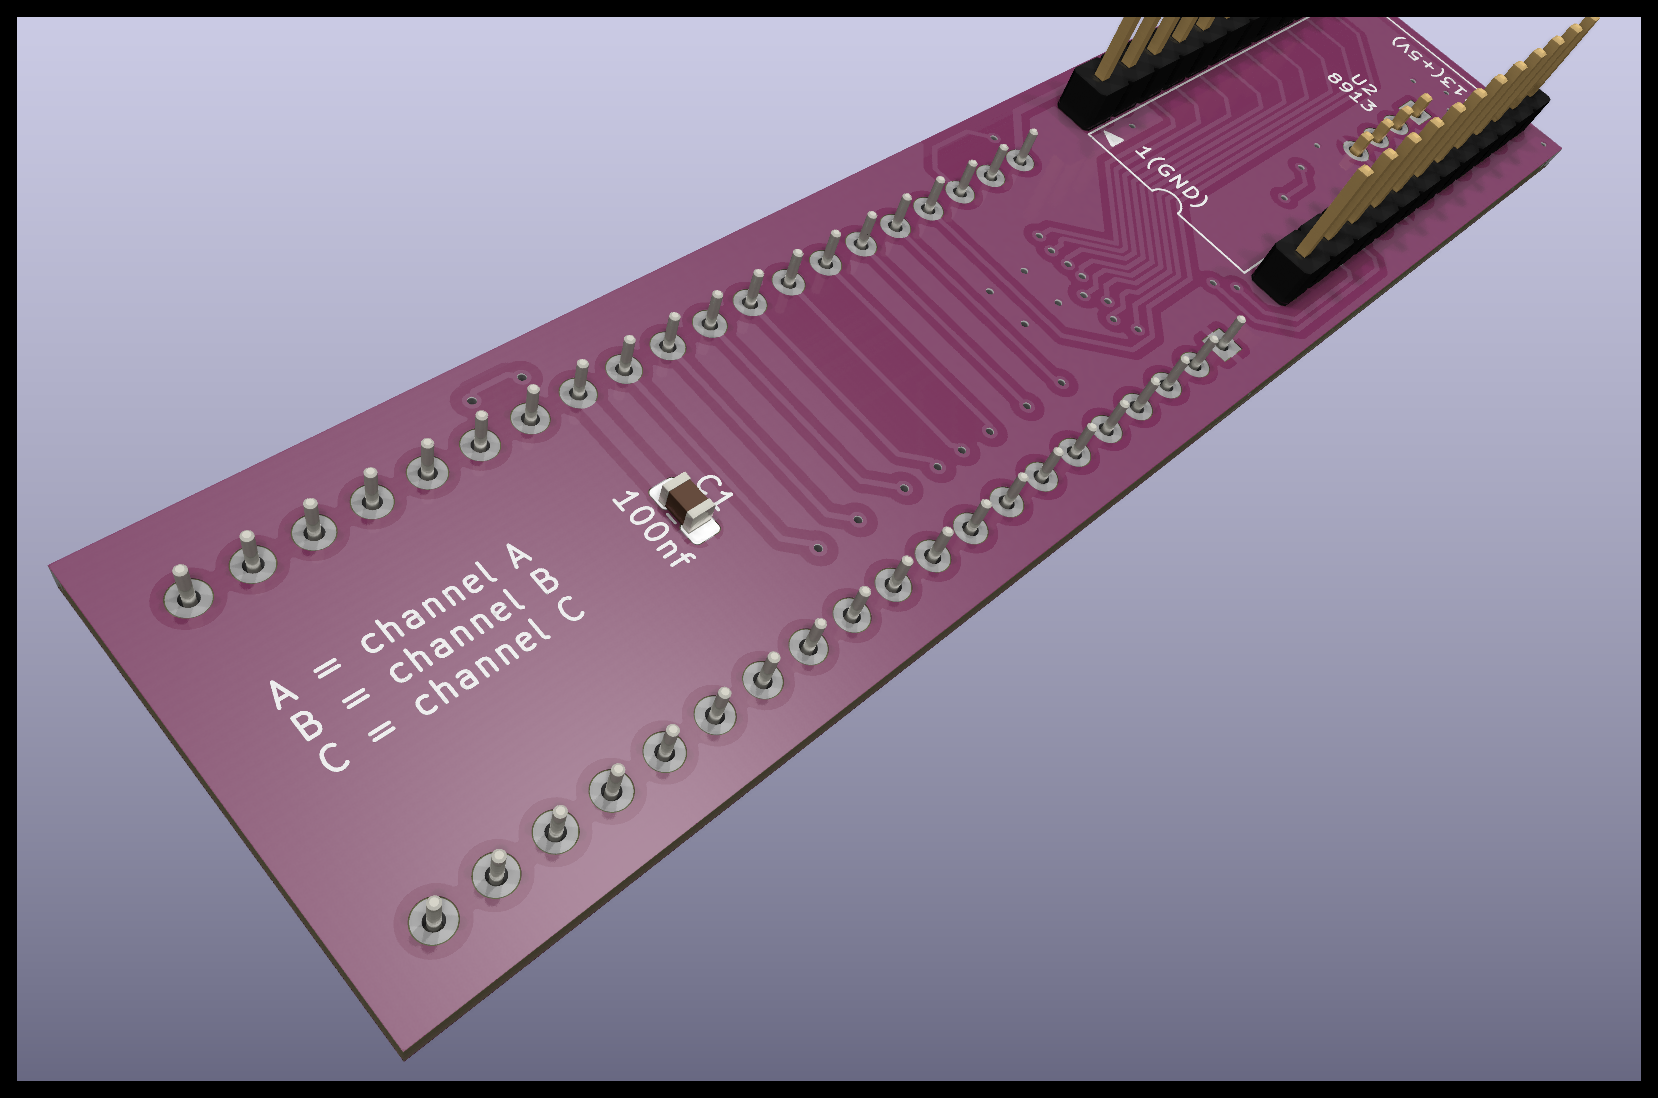 13(+5V)
U2
8913
1(GND)
C1
100nf
A = channel A
B = channel B
C = channel C